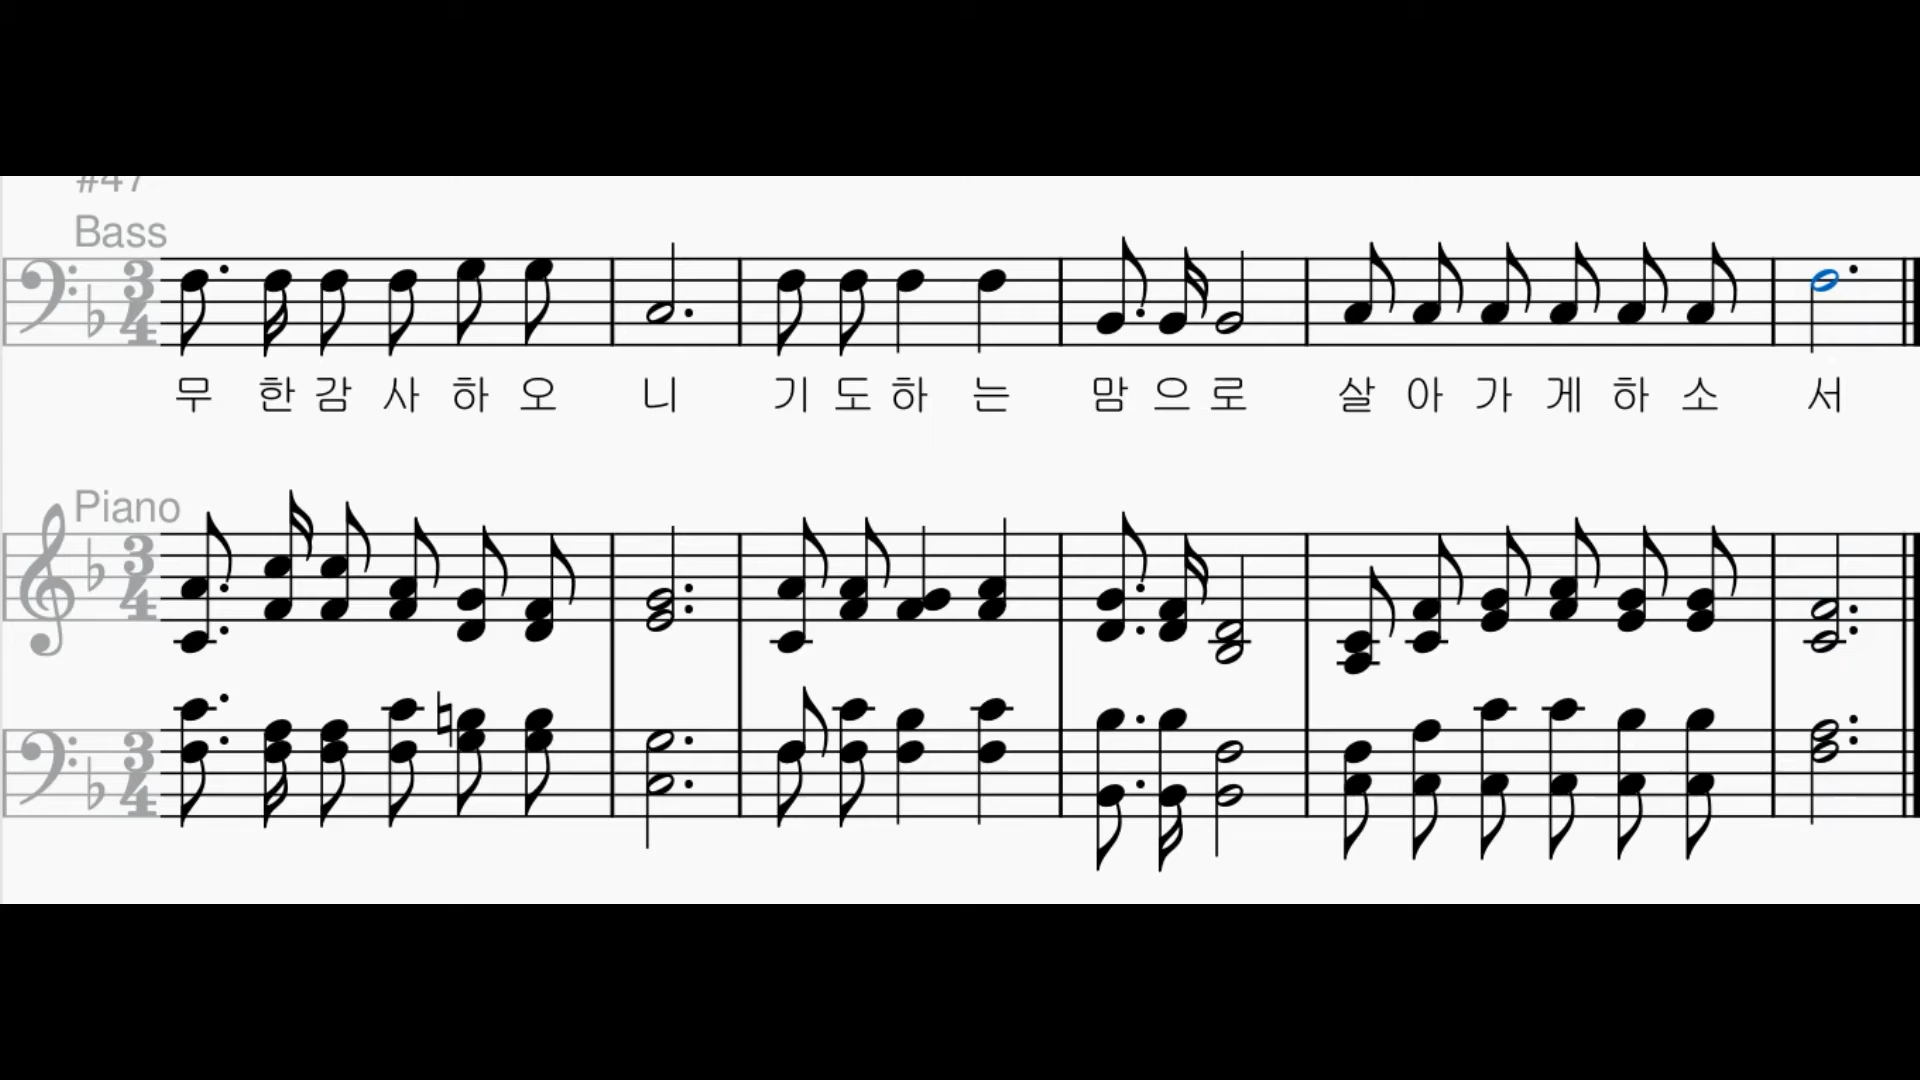 #47
Bass
무 한 감 사 하 오 니 기 도 하 는 맘 으 로 살 아 가 게 하 소 서
Piano